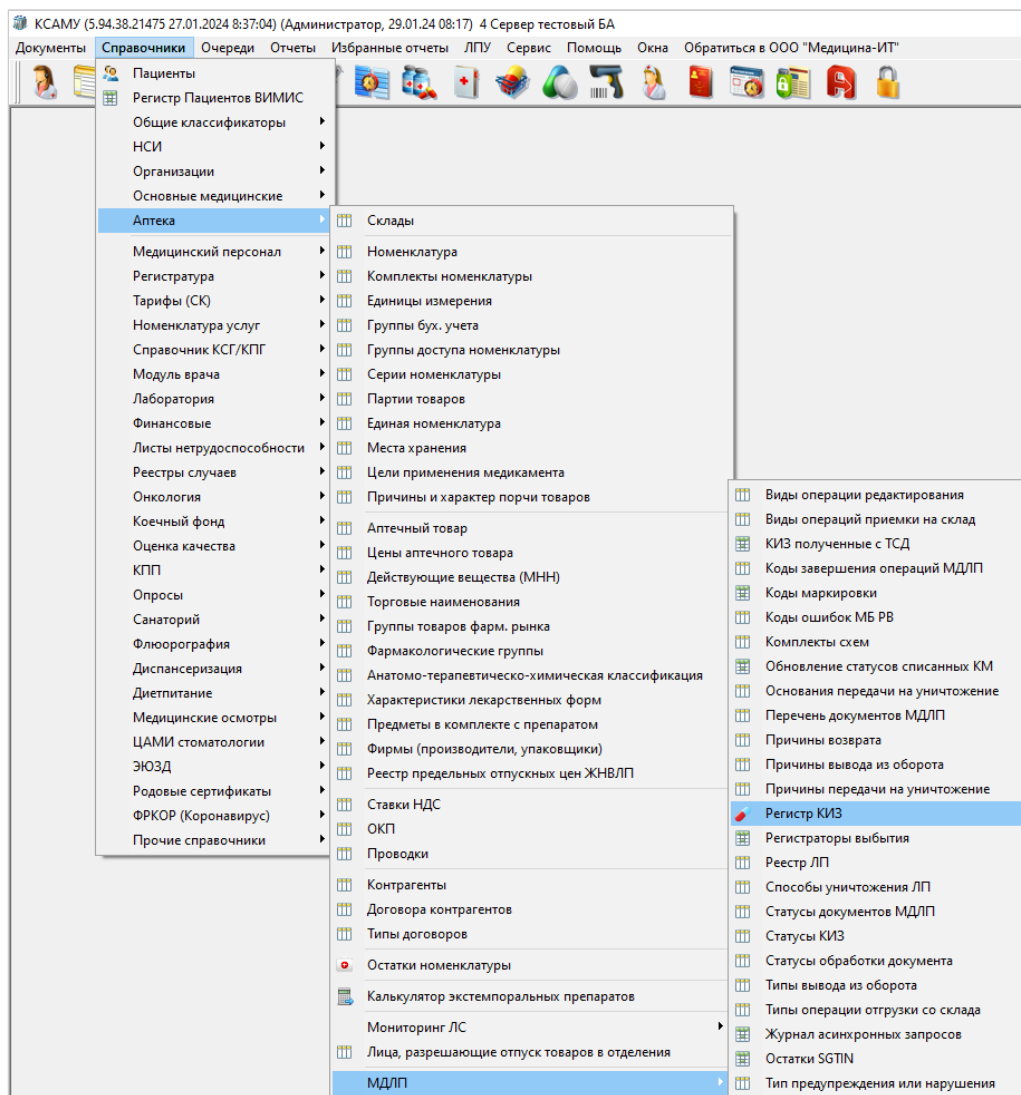 КСАМУ (5.94.38.21475 27.01.2024 8:37:04) (Администратор, 29.01.24 08:17) 4 Сервер тестовый БА
Документы Справочники Очереди Отчеты Избранные отчеты ЛПУ Сервис Помощь Окна Обратиться в ООО "Медицина-ИТ"
Пациенты
Регистр Пациентов ВИМИС
Общие классификаторы
НСИ
Организации
Основные медицинские
Аптека
Медицинский персонал
Регистратура
Тарифы (СК)
Номенклатура услуг
Справочник КСГ/КПГ
Модуль врача
Лаборатория
Финансовые
Листы нетрудоспособности
Реестры случаев
Онкология
Коечный фонд
Оценка качества
КПП
Опросы
Санаторий
Флюорография
Диспансеризация
Диетпитание
Медицинские осмотры
ЦАМИ стоматологии
ЭЮЗД
Родовые сертификаты
ФРКОР (Коронавирус)
Прочие справочники
Склады
Номенклатура
Комплекты номенклатуры
Единицы измерения
Группы бух. учета
Группы доступа номенклатуры
Серии номенклатуры
Партии товаров
Единая номенклатура
Места хранения
Цели применения медикамента
Причины и характер порчи товаров
Аптечный товар
Цены аптечного товара
Действующие вещества (МНН)
Торговые наименования
Группы товаров фарм. рынка
Фармакологические группы
Анатомо-терапевтическо-химическая классификация
Характеристики лекарственных форм
Предметы в комплекте с препаратом
Фирмы (производители, упаковщики)
Реестр предельных отпускных цен ЖНВЛП
Ставки НДС
ОКП
Проводки
Контрагенты
Договора контрагентов
Типы договоров
Остатки номенклатуры
Калькулятор экстемпоральных препаратов
Мониторинг ЛС
Лица, разрешающие отпуск товаров в отделения
МДЛП
Виды операции редактирования
Виды операций приемки на склад
КИЗ полученные с ТСД
Коды завершения операций МДЛП
Коды маркировки
Коды ошибок МБ РВ
Комплекты схем
Обновление статусов списанных КМ
Основания передачи на уничтожение
Перечень документов МДЛП
Причины возврата
Причины вывода из оборота
Причины передачи на уничтожение
Регистр КИЗ
Регистраторы выбытия
Реестр ЛП
Способы уничтожения ЛП
Статусы документов МДЛП
Статусы КИЗ
Статусы обработки документа
Типы вывода из оборота
Типы операции отгрузки со склада
Журнал асинхронных запросов
Остатки SGTIN
Тип предупреждения или нарушения